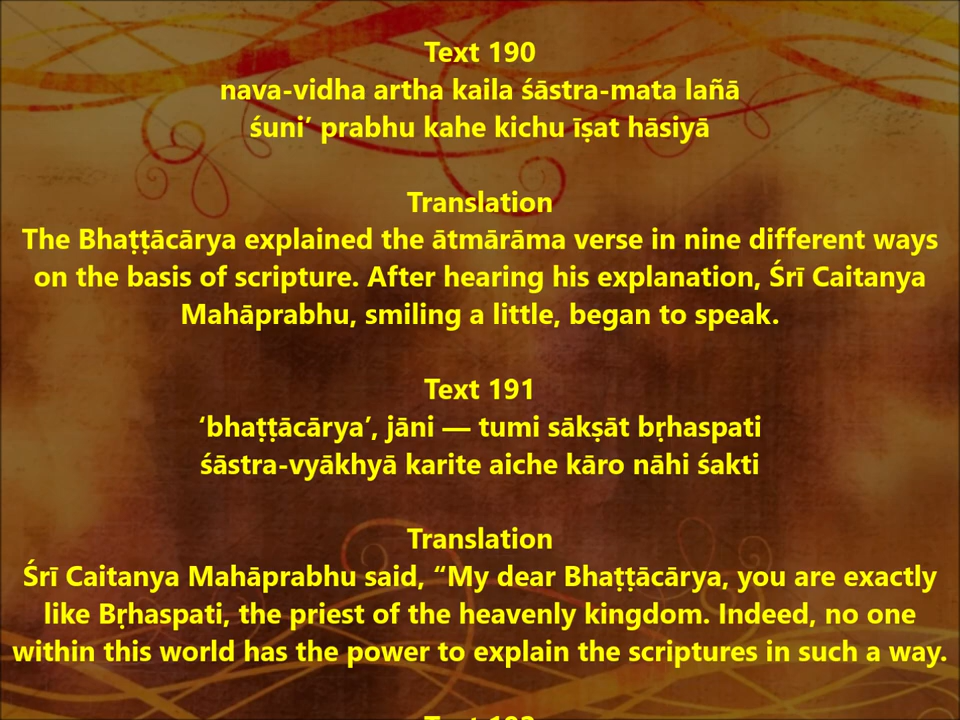 Text 190
nava-vidha artha kaila śāstra-mata lañā
śuni’ prabhu kahe kichu īṣat hāsiyā
Translation
The Bhaṭṭācārya explained the ātmārāma verse in nine different ways
on the basis of scripture. After hearing his explanation, Śrī Caitanya
Mahāprabhu, smiling a little, began to speak.
Text 191
‘bhaṭṭācārya’, jāni — tumi sākṣāt bṛhaspati
śāstra-vyākhyā karite aiche kāro nāhi śakti
Translation
Śrī Caitanya Mahāprabhu said, “My dear Bhaṭṭācārya, you are exactly
like Bṛhaspati, the priest of the heavenly kingdom. Indeed, no one
within this world has the power to explain the scriptures in such a way.